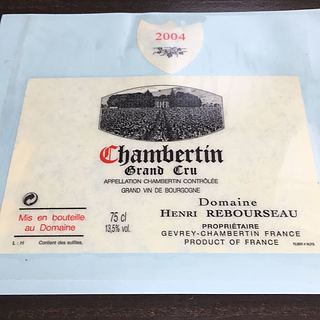 2004
Chambertin
Grand Cru
APPELLATION CHAMBERTIN CONTRÔLÉE
GRAND VIN DE BOURGOGNE
Mis en bouteille
au Domaine
75 cl
13,5% vol.
Domaine
HENRI REBOURSEAU
PROPRIÉTAIRE
GEVREY-CHAMBERTIN FRANCE
PRODUCT OF FRANCE
L : H Contient des sulfites.